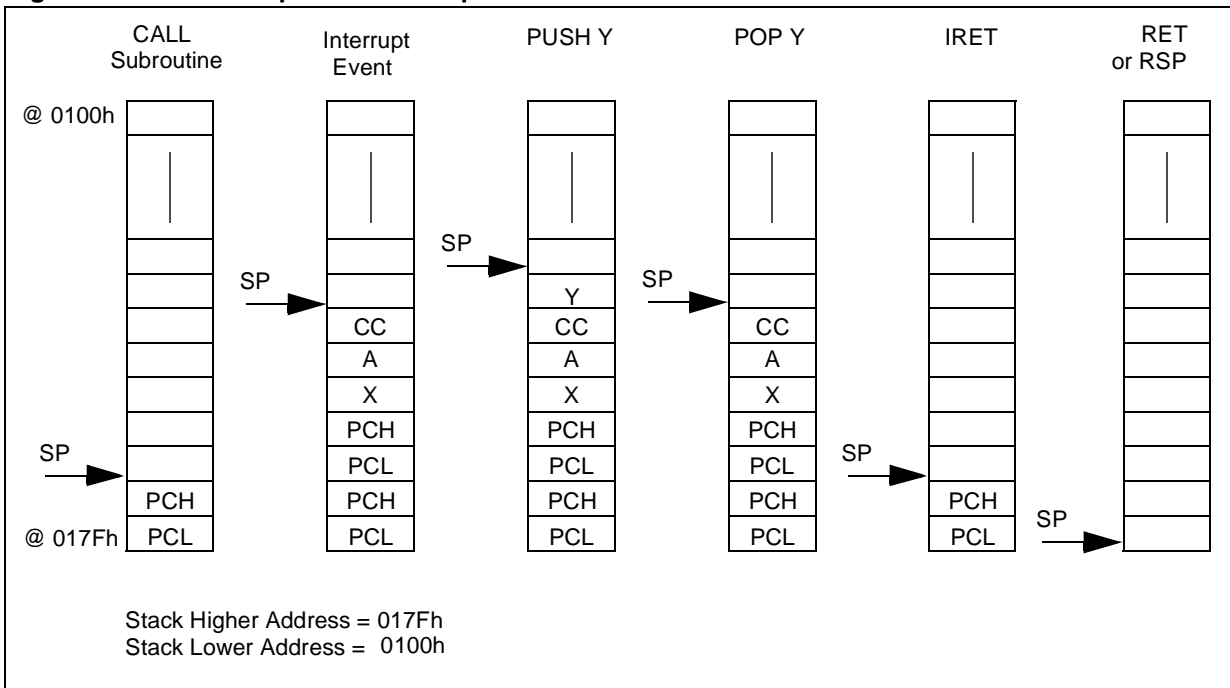 CALL
Subroutine
Interrupt
Event
PUSH Y
POP Y
IRET
RET
or RSP
@ 0100h
SP
SP
SP
SP
SP
SP
@ 017Fh
PCH
PCL
CC
A
X
PCH
PCL
PCH
PCL
Y
CC
A
X
PCH
PCL
PCH
PCL
CC
A
X
PCH
PCL
PCH
PCL
PCH
PCL
Stack Higher Address = 017Fh
Stack Lower Address = 0100h